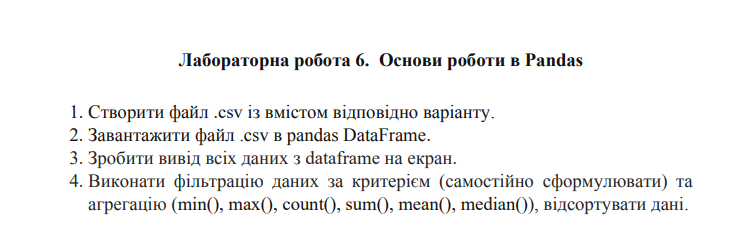 Лабораторна робота 6. Основи роботи в Pandas
1. Створити файл .csv із вмістом відповідно варіанту.
2. Завантажити файл .csv в pandas DataFrame.
3. Зробити вивід всіх даних з dataframe на екран.
4. Виконати фільтрацію даних за критерієм (самостійно сформулювати) та
агрегацію (min(), max(), count(), sum(), mean(), median()), відсортувати дані.